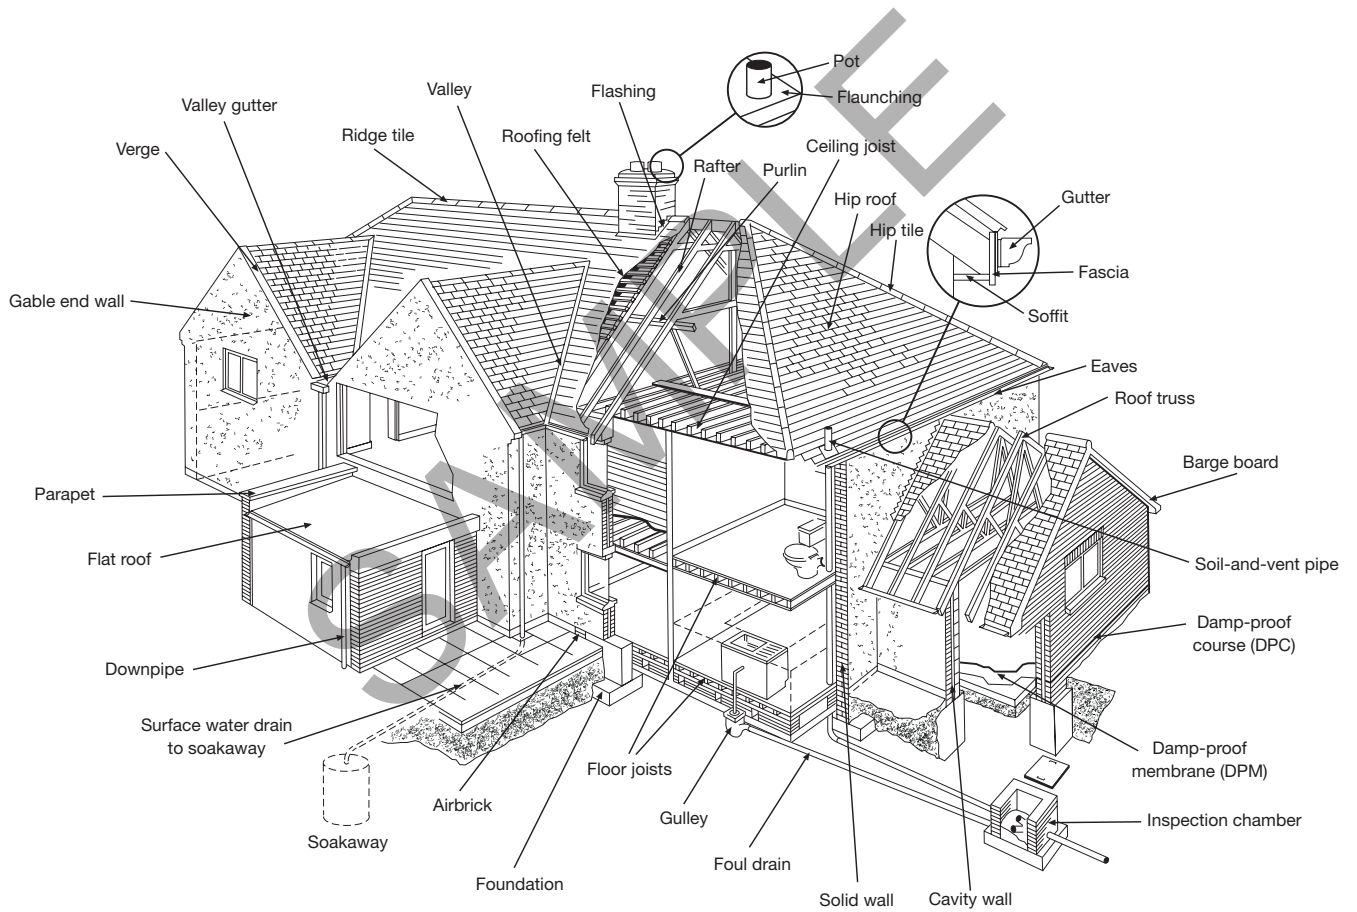 Pot
Flaunching
Flashing
Valley
Valley gutter
Ridge tile
Roofing felt
Verge
Ceiling joist
Rafter
Purlin
Hip roof
Hip tile
Gutter
Fascia
Soffit
Gable end wall
Eaves
Roof truss
Barge board
Parapet
Flat roof
Soil-and-vent pipe
Damp-proof
course (DPC)
Downpipe
Surface water drain
to soakaway
Damp-proof
membrane (DPM)
Floor joists
Airbrick
Gulley
Inspection chamber
Soakaway
Foul drain
Foundation
Solid wall
Cavity wall
SAMPLE